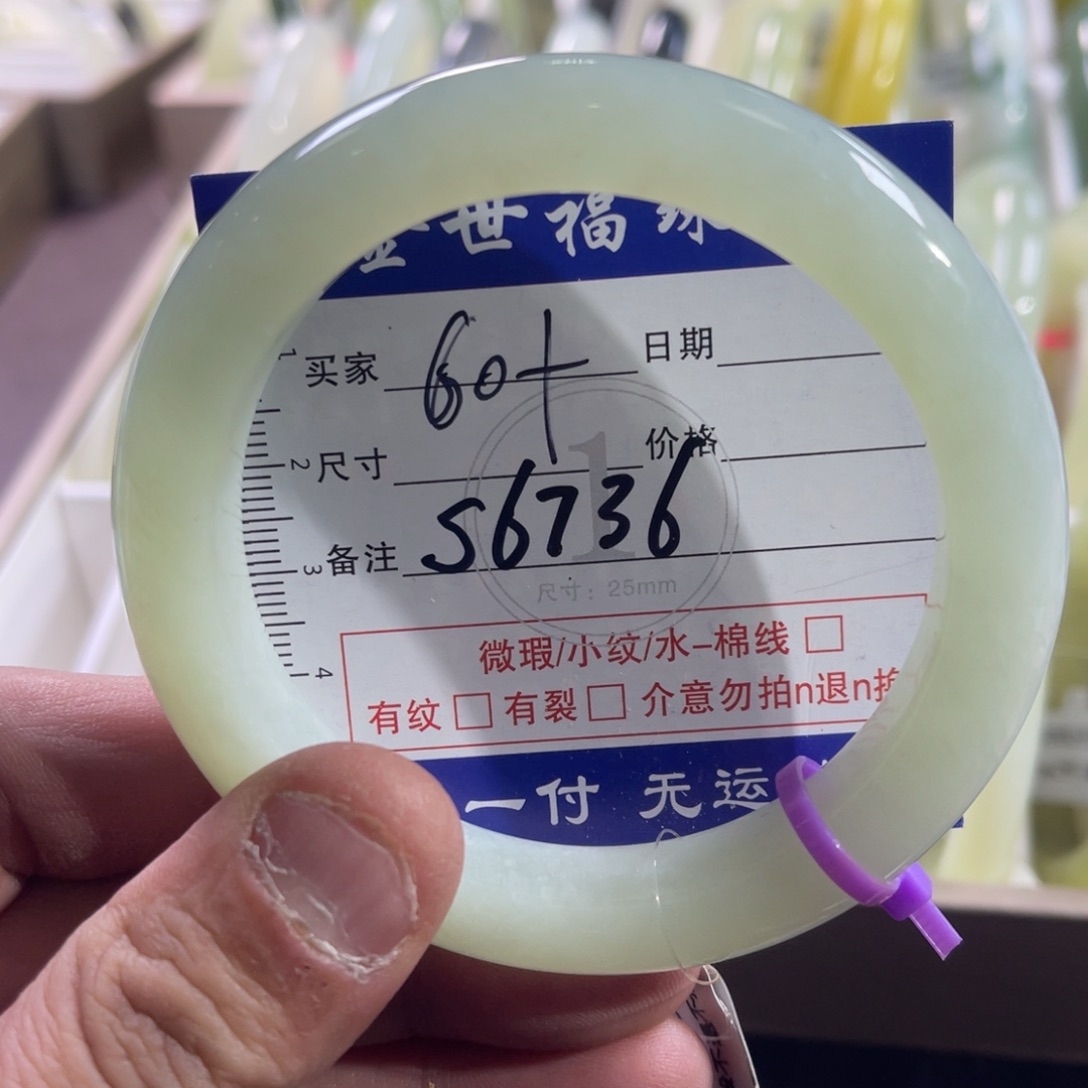 世福
买家 60+ 日期
尺寸 价格
备注 S6736
尺寸：25mm
微瑕/小纹/水-棉线 □
有纹 □ 有裂 □ 介意勿拍n退n换
一付 无运
1
2
3
4